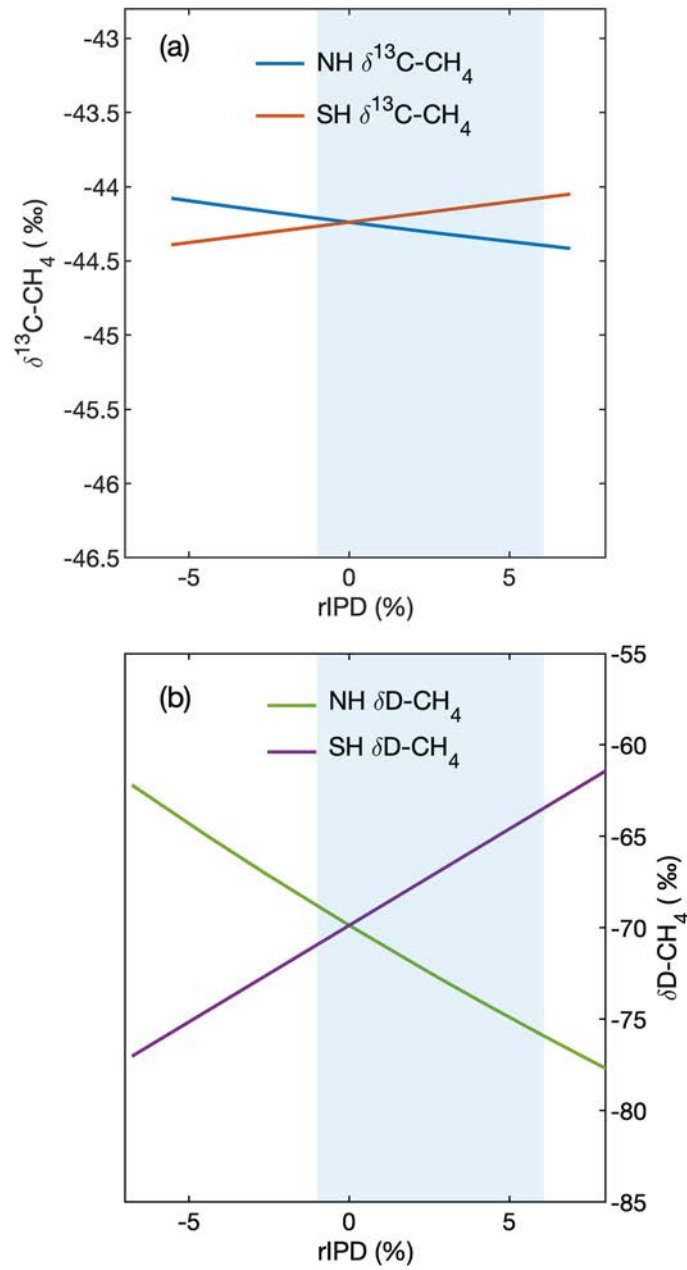 (a)
NH δ¹³C-CH₄
SH δ¹³C-CH₄
-43
-43.5
-44
-44.5
-45
-45.5
-46
-46.5
δ¹³C-CH₄ (‰)
-5 0 5
rIPD (%)
(b)
NH δD-CH₄
SH δD-CH₄
-55
-60
-65
-70
-75
-80
-85
δD-CH₄ (‰)
-5 0 5
rIPD (%)